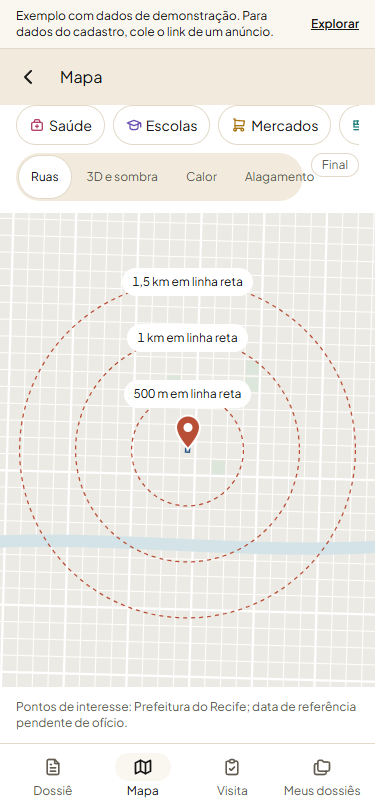 Exemplo com dados de demonstração. Para
dados do cadastro, cole o link de um anúncio.
Explorar
Mapa
Saúde
Escolas
Mercados
Ruas
3D e sombra
Calor
Alagamento
Final
1,5 km em linha reta
1 km em linha reta
500 m em linha reta
Pontos de interesse: Prefeitura do Recife; data de referência
pendente de ofício.
Dossiê
Mapa
Visita
Meus dossiês